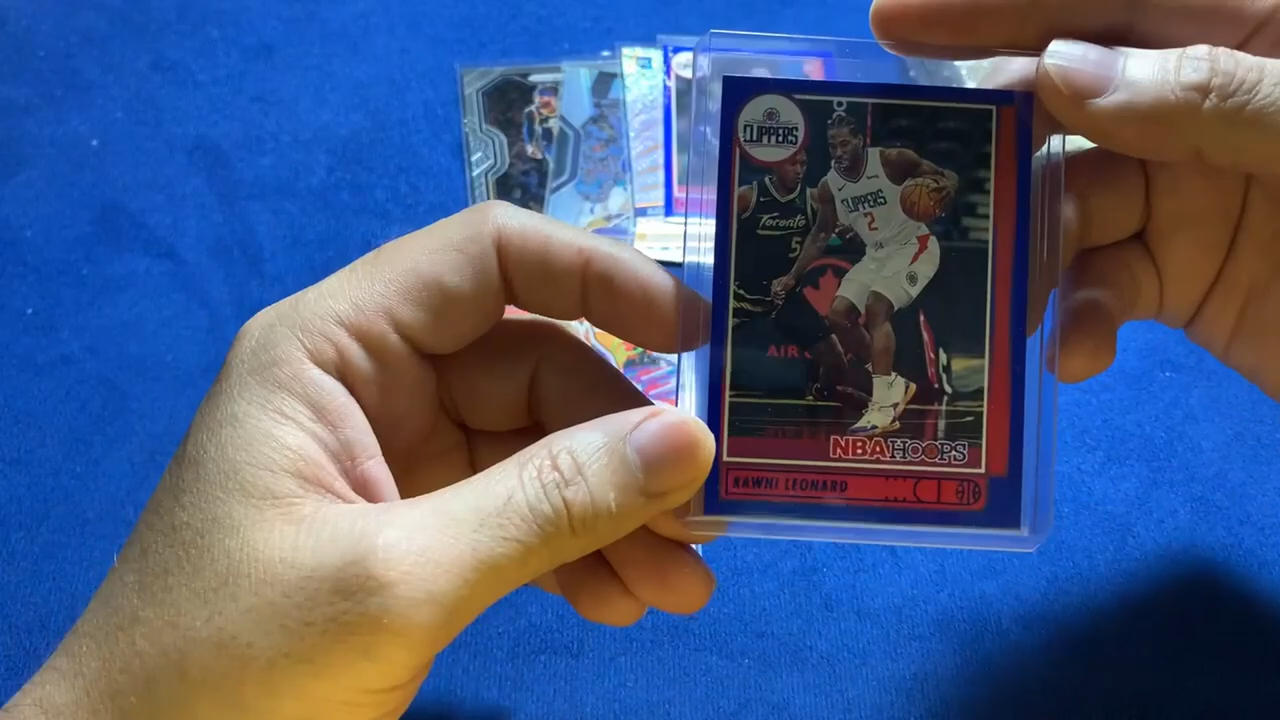 CLIPPERS
CLIPPERS
2
Toronto
5
AIR
NBA HOOPS
KAWHI LEONARD